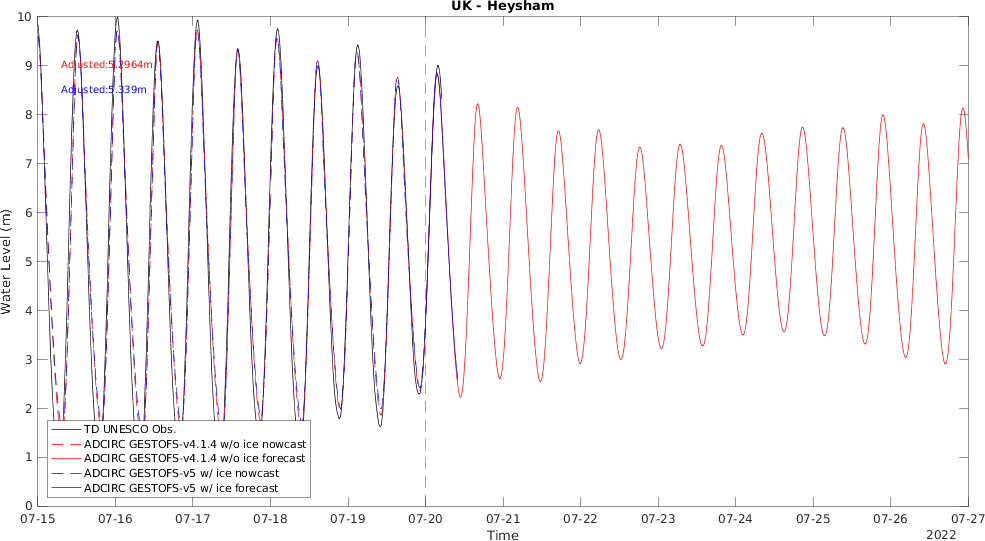 UK - Heysham
10
9
8
7
6
5
4
3
2
1
0
Water Level (m)
Adjusted:5.2964m
Adjusted:5.339m
TD UNESCO Obs.
ADCIRC GESTOFS-v4.1.4 w/o ice nowcast
ADCIRC GESTOFS-v4.1.4 w/o ice forecast
ADCIRC GESTOFS-v5 w/ ice nowcast
ADCIRC GESTOFS-v5 w/ ice forecast
07-15 07-16 07-17 07-18 07-19 07-20 07-21 07-22 07-23 07-24 07-25 07-26 07-27
Time
2022